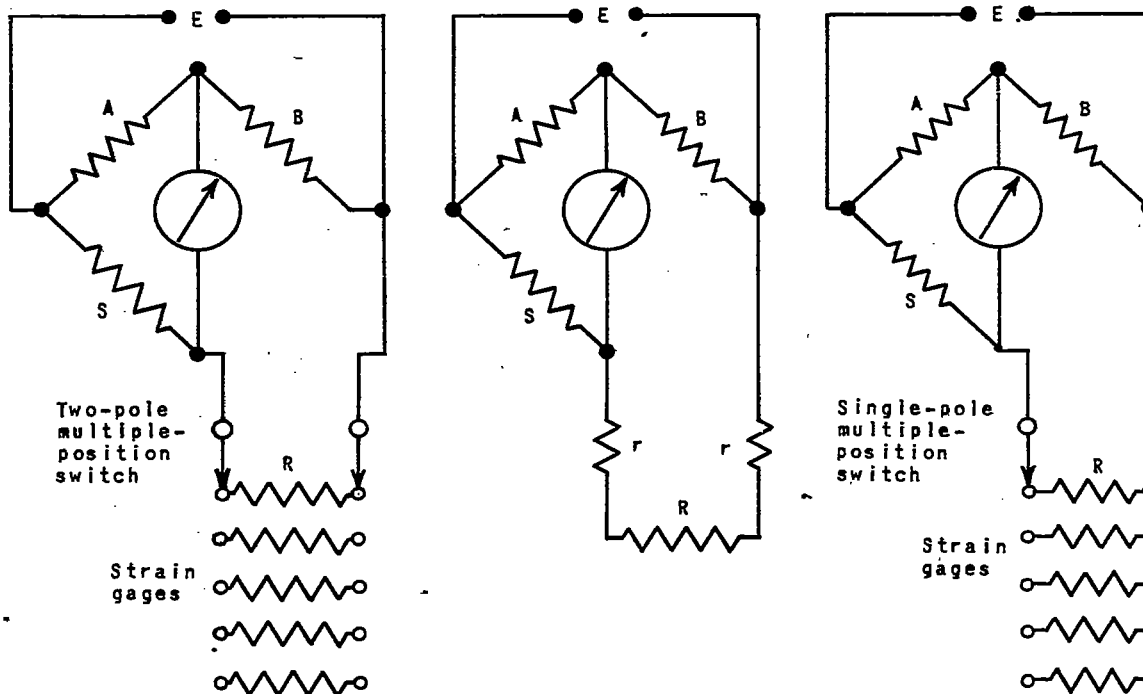 E
A
B
S
Two-pole
multiple-
position
switch
R
Strain
gages
E
A
B
S
r
r
R
E
A
B
S
Single-pole
multiple-
position
switch
R
Strain
gages